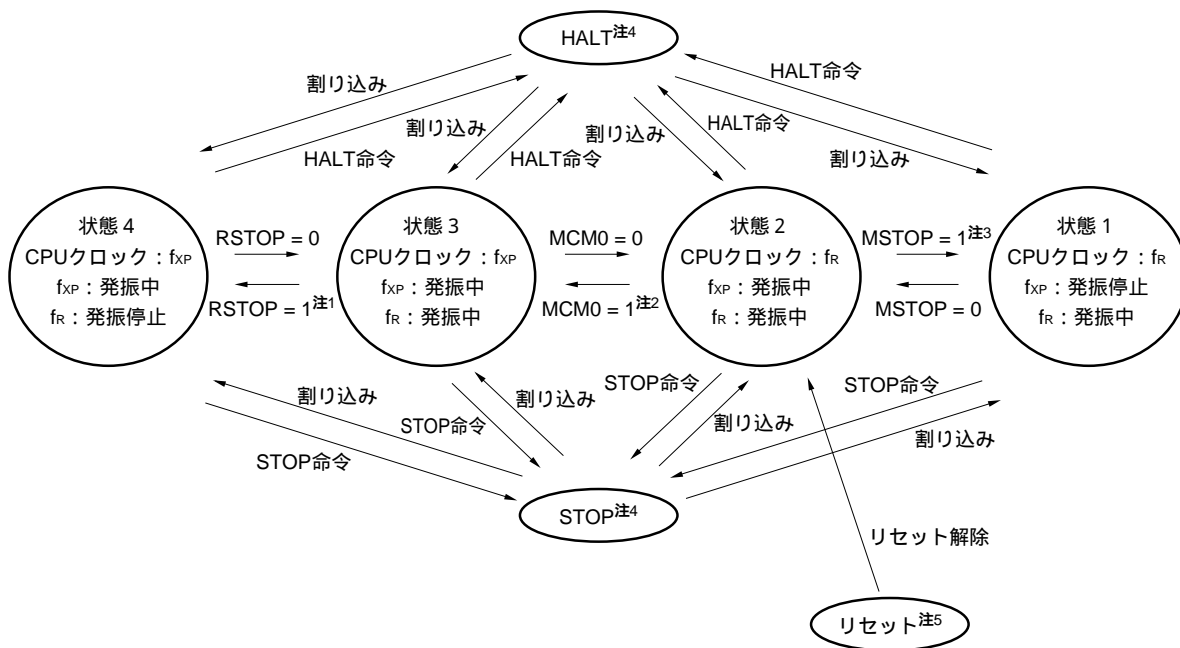 HALT注4
割り込み
HALT命令
割り込み
HALT命令
割り込み
HALT命令
HALT命令
割り込み
状態 4
CPUクロック：fXP
fXP：発振中
fR：発振停止
RSTOP = 0
RSTOP = 1注1
状態 3
CPUクロック：fXP
fXP：発振中
fR：発振中
MCM0 = 0
MCM0 = 1注2
状態 2
CPUクロック：fR
fXP：発振中
fR：発振中
MSTOP = 1注3
MSTOP = 0
状態 1
CPUクロック：fR
fXP：発振停止
fR：発振中
割り込み
STOP命令
割り込み
STOP命令
STOP命令
割り込み
STOP命令
割り込み
STOP注4
リセット解除
リセット注5